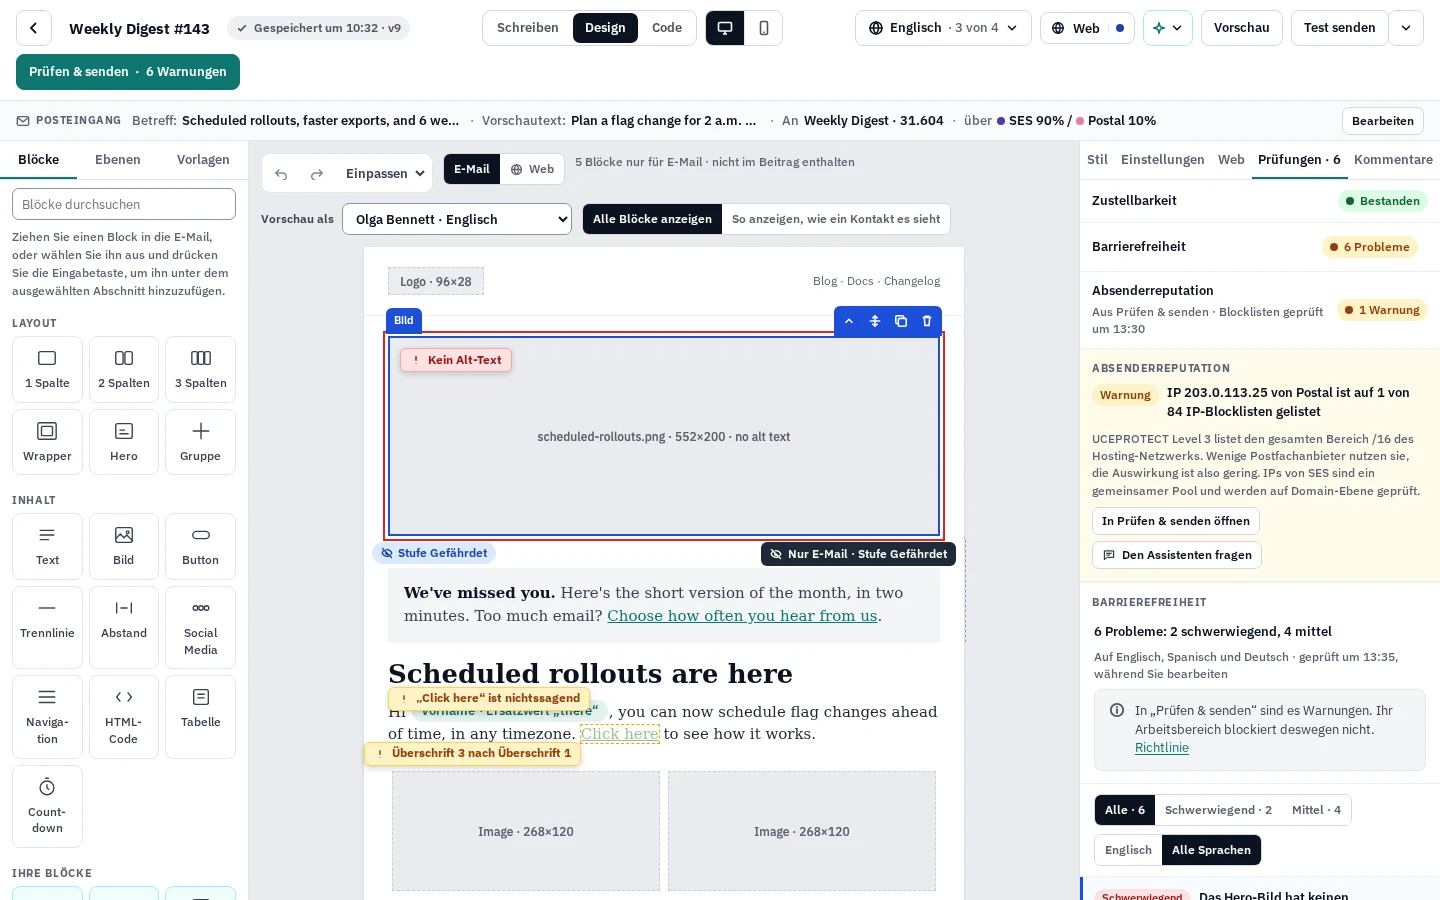 Weekly Digest #143
Gespeichert um 10:32 · v9
Schreiben
Design
Code
Englisch · 3 von 4
Web
Vorschau
Test senden
Prüfen & senden · 6 Warnungen
POSTEINGANG
Betreff: Scheduled rollouts, faster exports, and 6 we…
· Vorschautext: Plan a flag change for 2 a.m. …
· An Weekly Digest · 31.604
· über SES 90% / Postal 10%
Bearbeiten
Blöcke
Ebenen
Vorlagen
Blöcke durchsuchen
Ziehen Sie einen Block in die E-Mail,
oder wählen Sie ihn aus und drücken
Sie die Eingabetaste, um ihn unter dem
ausgewählten Abschnitt hinzuzufügen.
LAYOUT
1 Spalte
2 Spalten
3 Spalten
Wrapper
Hero
Gruppe
INHALT
Text
Bild
Button
Trennlinie
Abstand
Social
Media
Naviga-
tion
HTML-
Code
Tabelle
Count-
down
IHRE BLÖCKE
Einpassen
E-Mail
Web
5 Blöcke nur für E-Mail · nicht im Beitrag enthalten
Vorschau als
Olga Bennett · Englisch
Alle Blöcke anzeigen
So anzeigen, wie ein Kontakt es sieht
Logo · 96×28
Blog · Docs · Changelog
Bild
! Kein Alt-Text
scheduled-rollouts.png · 552×200 · no alt text
Stufe Gefährdet
Nur E-Mail · Stufe Gefährdet
We've missed you. Here's the short version of the month, in two
minutes. Too much email? Choose how often you hear from us.
Scheduled rollouts are here
! „Click here“ ist nichtssagend
Hi Vorname · Ersatzwert „there“ , you can now schedule flag changes ahead
of time, in any timezone. Click here to see how it works.
! Überschrift 3 nach Überschrift 1
Image · 268×120
Image · 268×120
Stil
Einstellungen
Web
Prüfungen · 6
Kommentare
Zustellbarkeit
Bestanden
Barrierefreiheit
6 Probleme
Absenderreputation
Aus Prüfen & senden · Blocklisten geprüft
um 13:30
1 Warnung
ABSENDERREPUTATION
Warnung
IP 203.0.113.25 von Postal ist auf 1 von
84 IP-Blocklisten gelistet
UCEPROTECT Level 3 listet den gesamten Bereich /16 des
Hosting-Netzwerks. Wenige Postfachanbieter nutzen sie,
die Auswirkung ist also gering. IPs von SES sind ein
gemeinsamer Pool und werden auf Domain-Ebene geprüft.
In Prüfen & senden öffnen
Den Assistenten fragen
BARRIEREFREIHEIT
6 Probleme: 2 schwerwiegend, 4 mittel
Auf Englisch, Spanisch und Deutsch · geprüft um 13:35,
während Sie bearbeiten
In „Prüfen & senden“ sind es Warnungen. Ihr
Arbeitsbereich blockiert deswegen nicht.
Richtlinie
Alle · 6
Schwerwiegend · 2
Mittel · 4
Englisch
Alle Sprachen
Schwerwiegend
Das Hero-Bild hat keinen